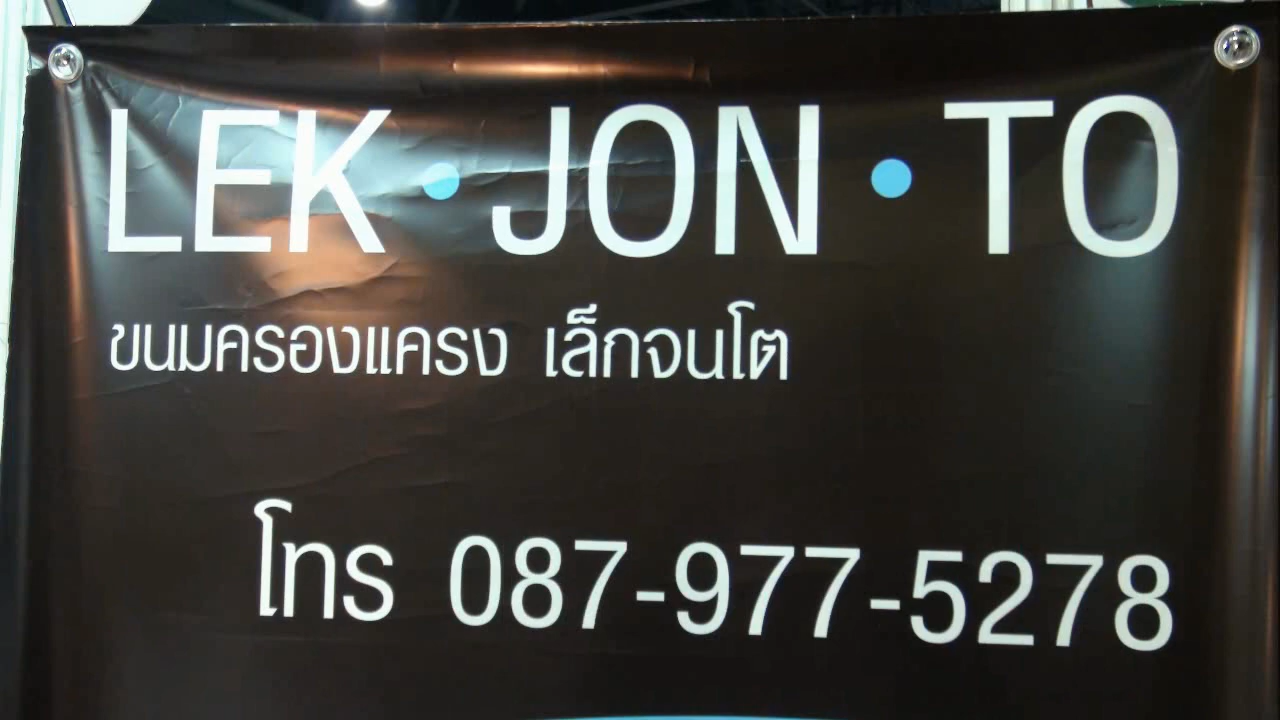 LEK • JON • TO
ขนมครองแครง เล็กจนโต
โทร 087-977-5278